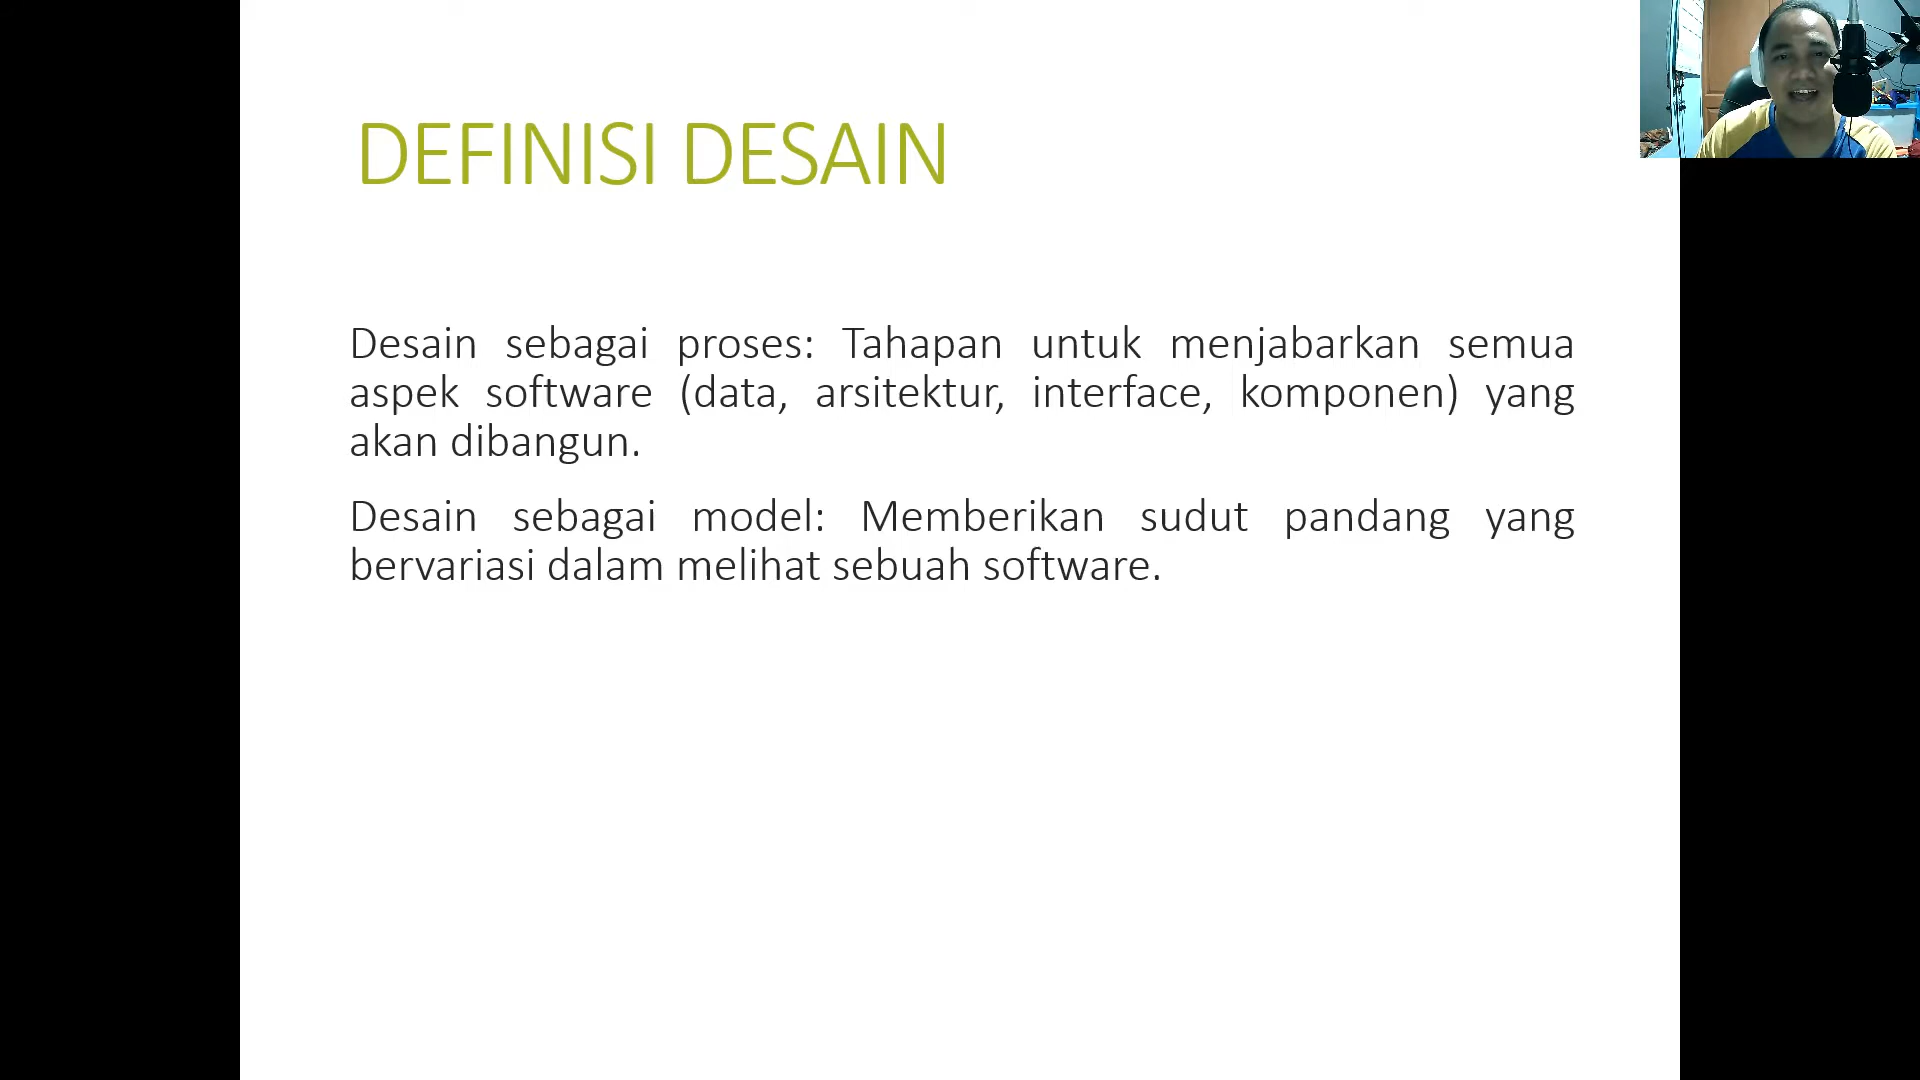 DEFINISI DESAIN
Desain sebagai proses: Tahapan untuk menjabarkan semua
aspek software (data, arsitektur, interface, komponen) yang
akan dibangun.
Desain sebagai model: Memberikan sudut pandang yang
bervariasi dalam melihat sebuah software.